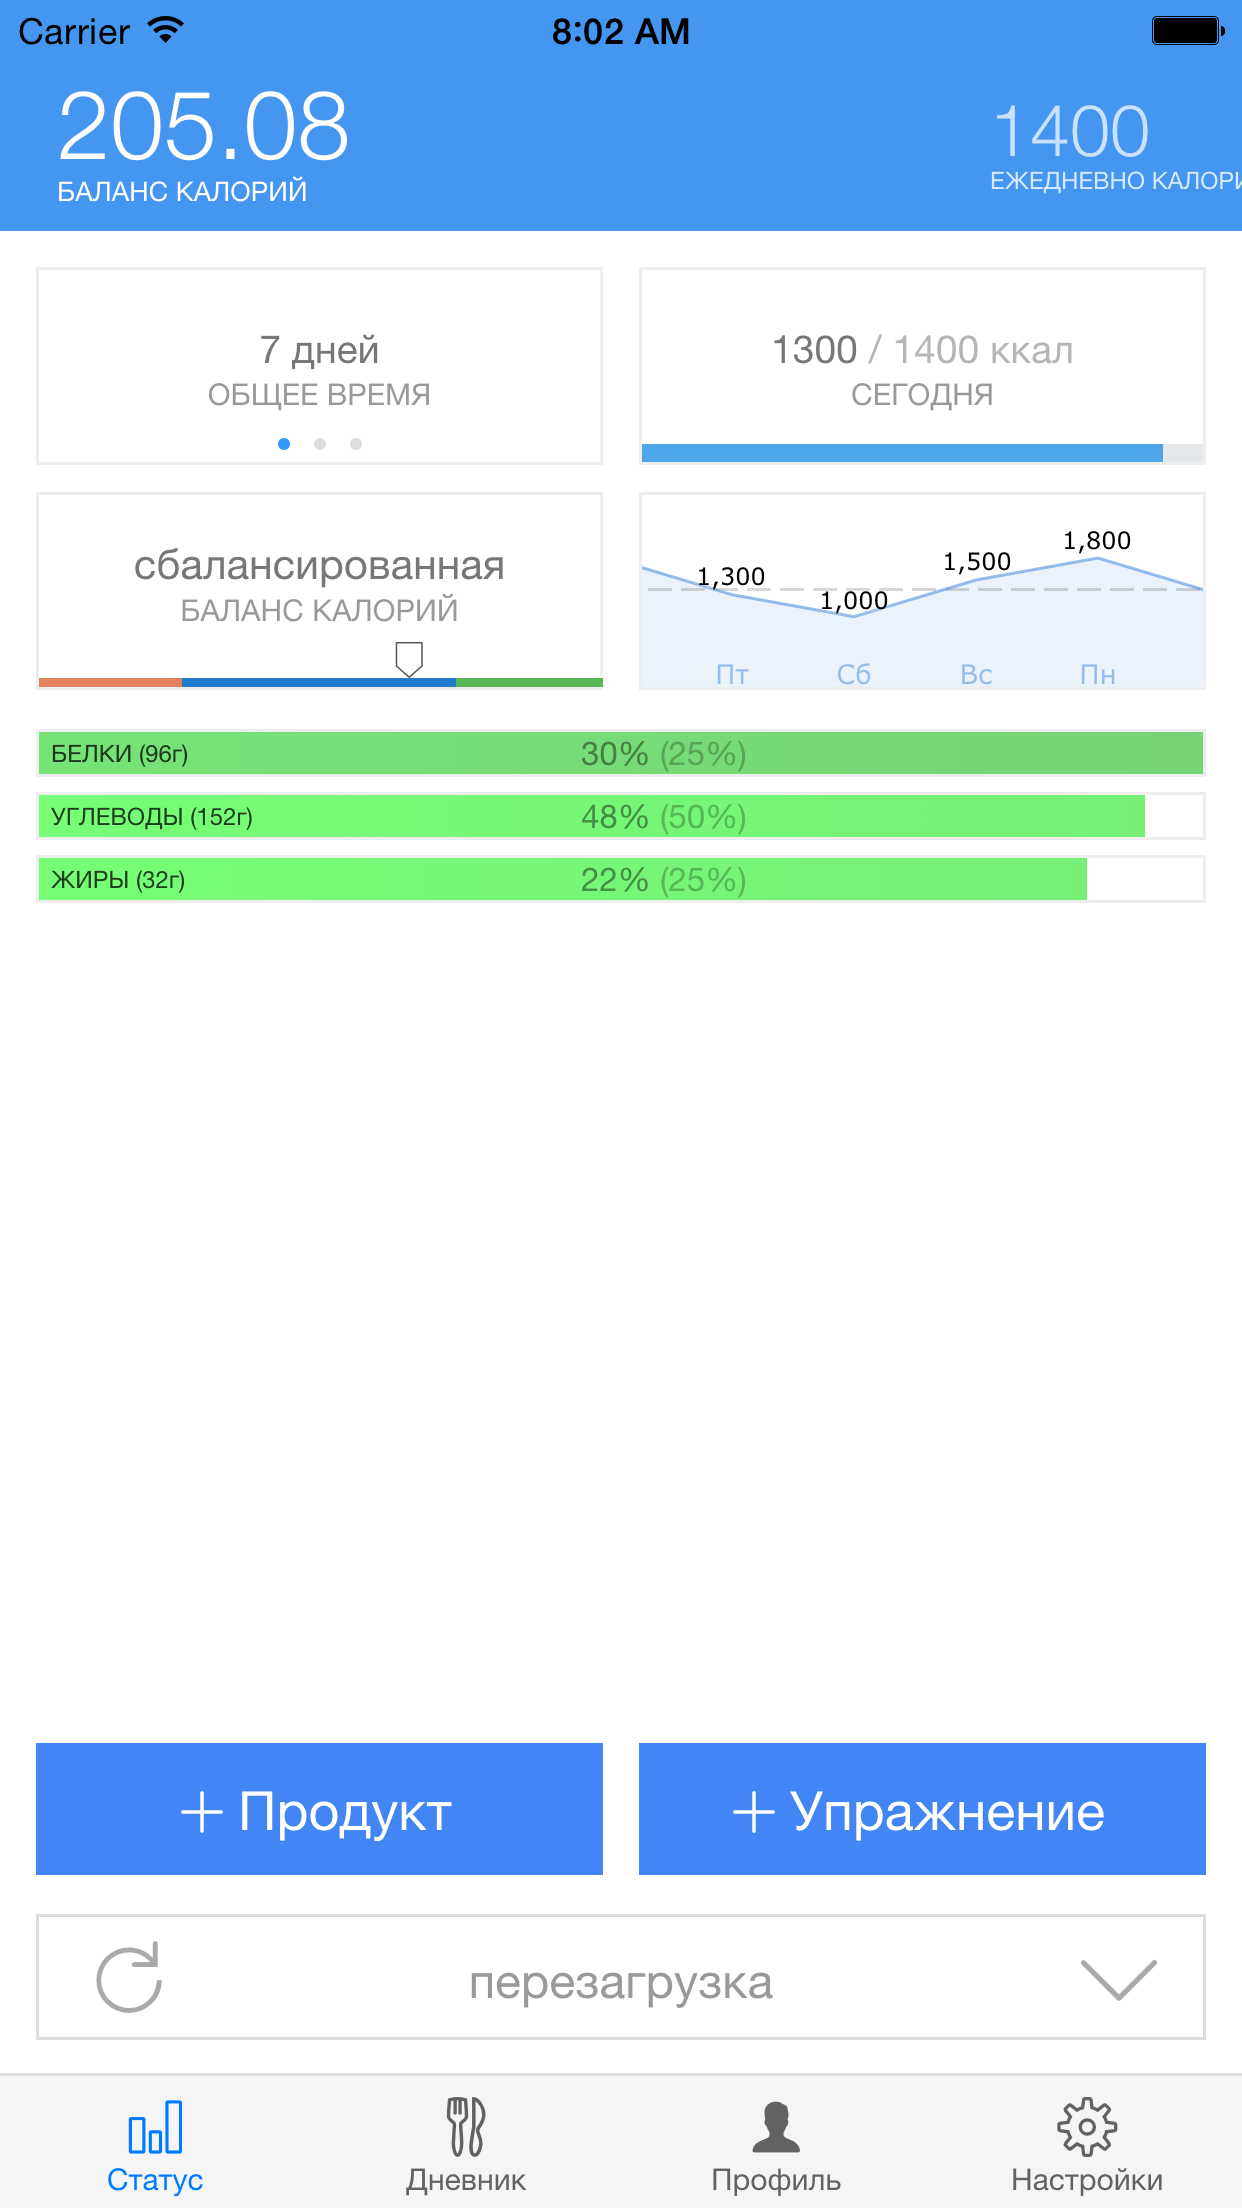 Carrier 8:02 AM
205.08
БАЛАНС КАЛОРИЙ
1400
ЕЖЕДНЕВНО КАЛОРИ
7 дней
ОБЩЕЕ ВРЕМЯ
1300 / 1400 ккал
СЕГОДНЯ
сбалансированная
БАЛАНС КАЛОРИЙ
1,300 1,000 1,500 1,800
Пт Сб Вс Пн
БЕЛКИ (96г) 30% (25%)
УГЛЕВОДЫ (152г) 48% (50%)
ЖИРЫ (32г) 22% (25%)
+ Продукт
+ Упражнение
перезагрузка
Статус Дневник Профиль Настройки